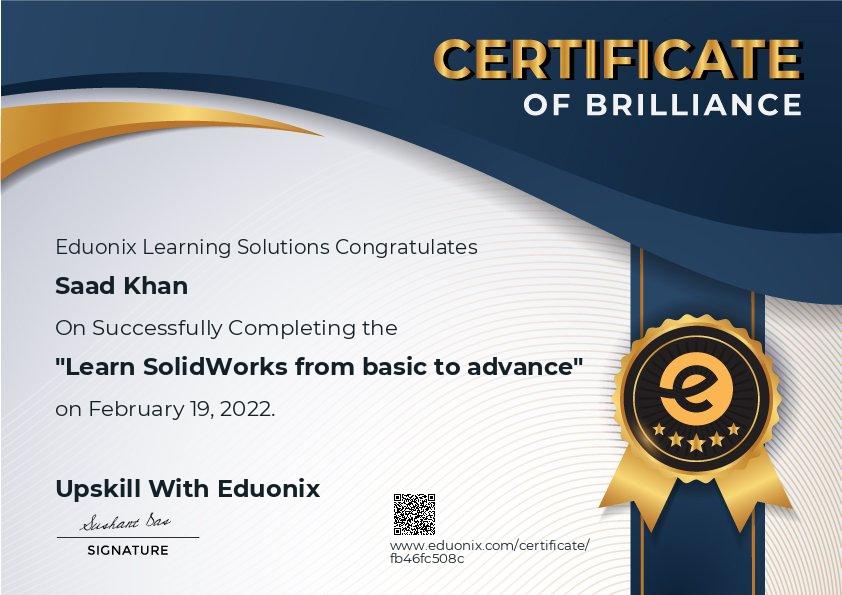 CERTIFICATE
OF BRILLIANCE
Eduonix Learning Solutions Congratulates
Saad Khan
On Successfully Completing the
"Learn SolidWorks from basic to advance"
on February 19, 2022.
Upskill With Eduonix
Sushant Das
SIGNATURE
www.eduonix.com/certificate/
fb46fc508c
e